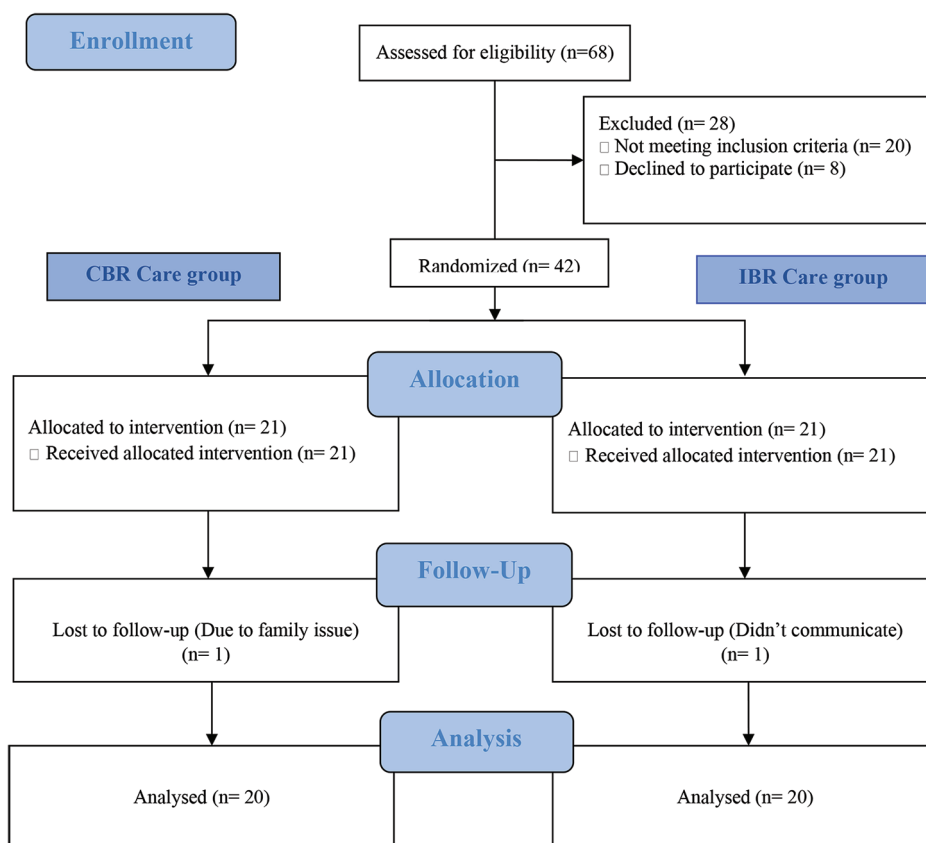 Enrollment
Assessed for eligibility (n=68)
Excluded (n= 28)
□ Not meeting inclusion criteria (n= 20)
□ Declined to participate (n= 8)
Randomized (n= 42)
CBR Care group
IBR Care group
Allocation
Allocated to intervention (n= 21)
□ Received allocated intervention (n= 21)
Allocated to intervention (n= 21)
□ Received allocated intervention (n= 21)
Follow-Up
Lost to follow-up (Due to family issue)
(n= 1)
Lost to follow-up (Didn’t communicate)
(n= 1)
Analysis
Analysed (n= 20)
Analysed (n= 20)